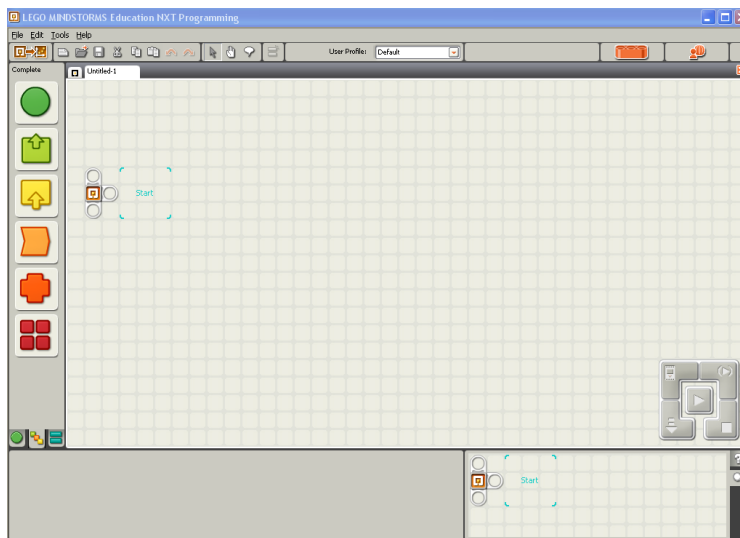 LEGO MINDSTORMS Education NXT Programming
File Edit Tools Help
User Profile: Default
Complete
Untitled-1
Start
Start